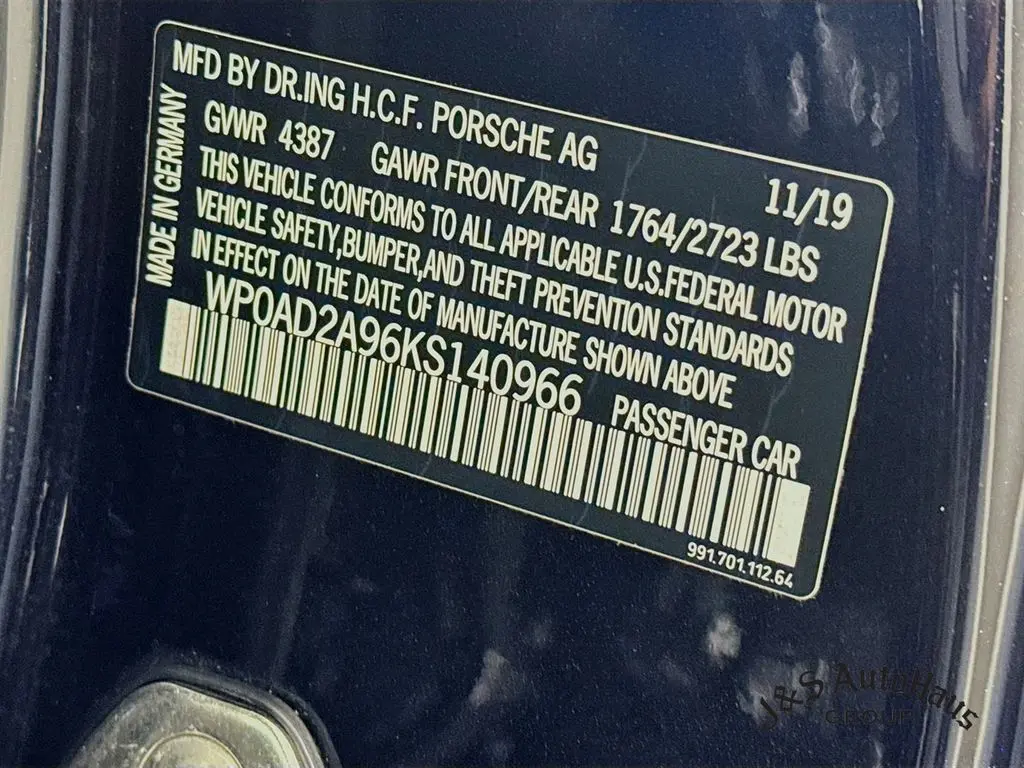 MFD BY DR.ING H.C.F. PORSCHE AG
11/19
GVWR 4387 GAWR FRONT/REAR 1764/2723 LBS
THIS VEHICLE CONFORMS TO ALL APPLICABLE U.S.FEDERAL MOTOR
VEHICLE SAFETY,BUMPER,AND THEFT PREVENTION STANDARDS
IN EFFECT ON THE DATE OF MANUFACTURE SHOWN ABOVE
WP0AD2A96KS140966 PASSENGER CAR
MADE IN GERMANY
991.701.112.64
J&S AutoHaus
GROUP